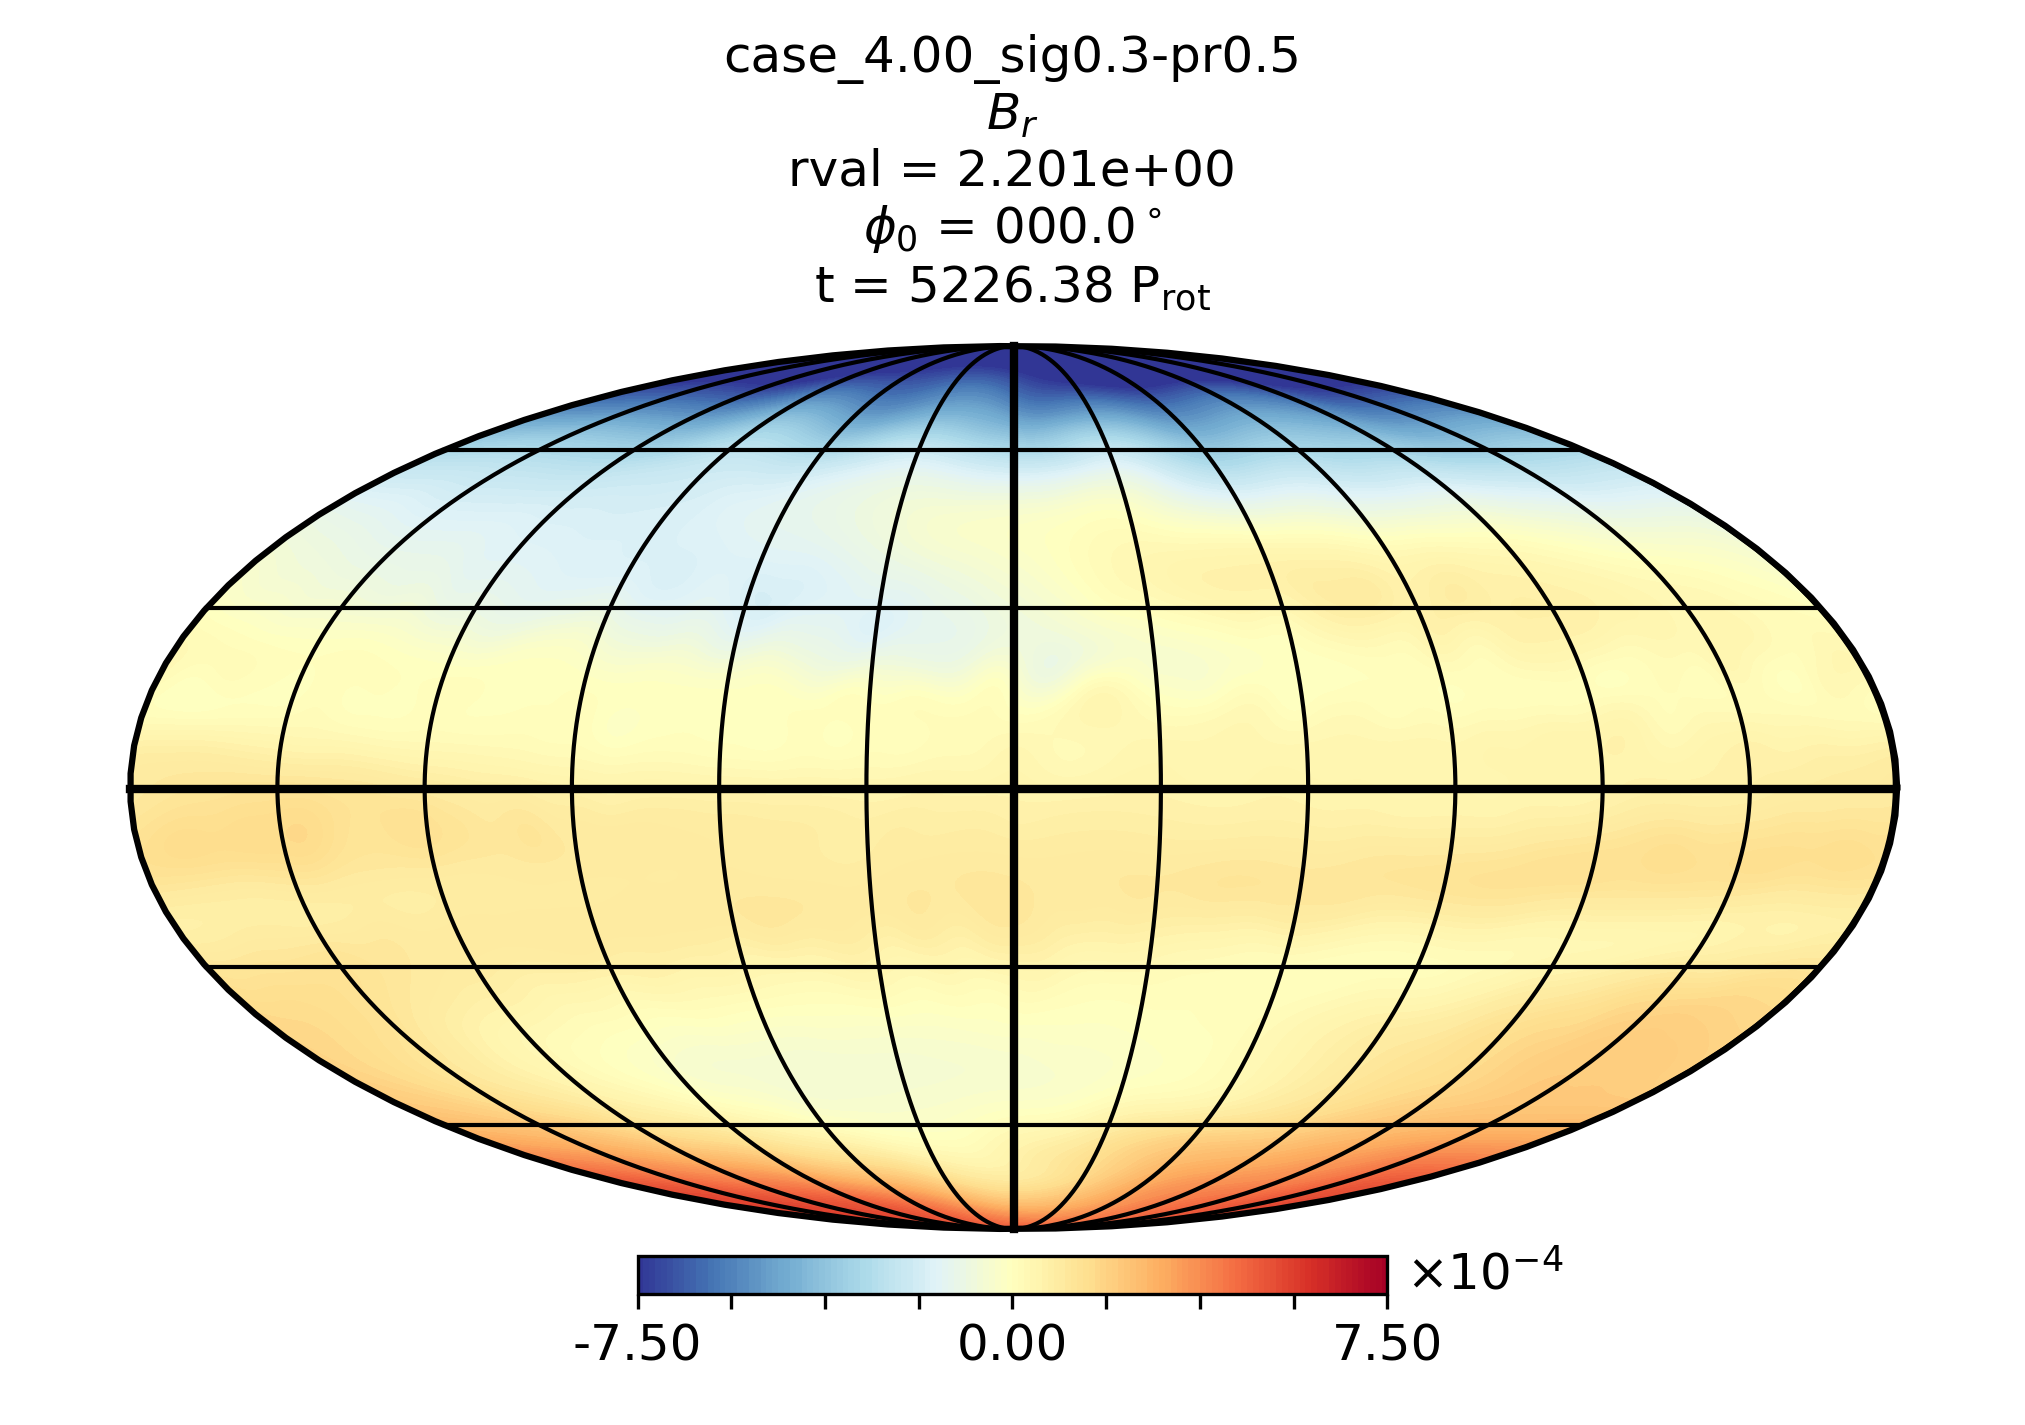 case_4.00_sig0.3-pr0.5
B_r
rval = 2.201e+00
ϕ₀ = 000.0°
t = 5226.38 P_rot
×10⁻⁴
-7.50 0.00 7.50